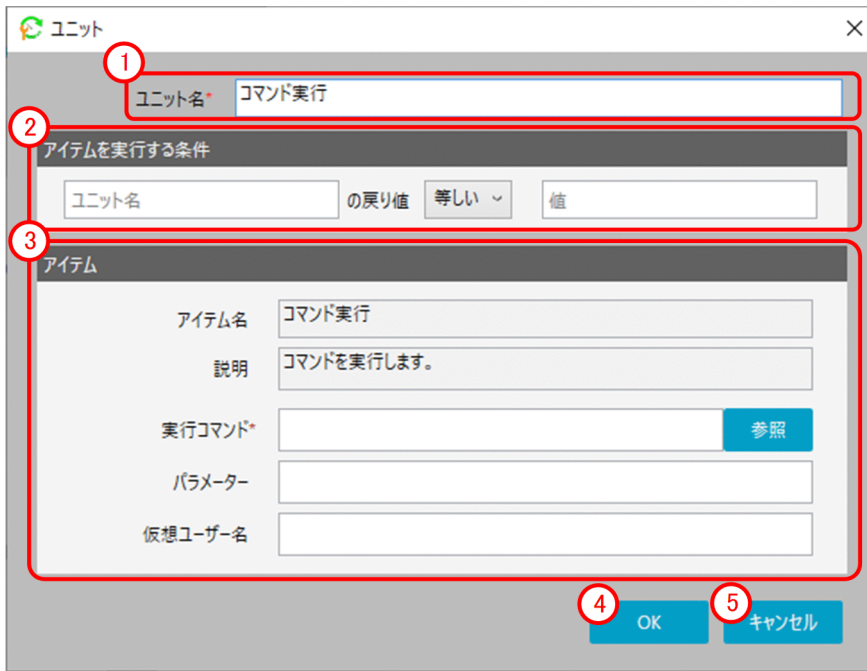 ユニット
1
ユニット名* コマンド実行
2
アイテムを実行する条件
ユニット名 の戻り値 等しい 値
3
アイテム
アイテム名 コマンド実行
説明 コマンドを実行します。
実行コマンド* 参照
パラメーター
仮想ユーザー名
4 OK 5 キャンセル